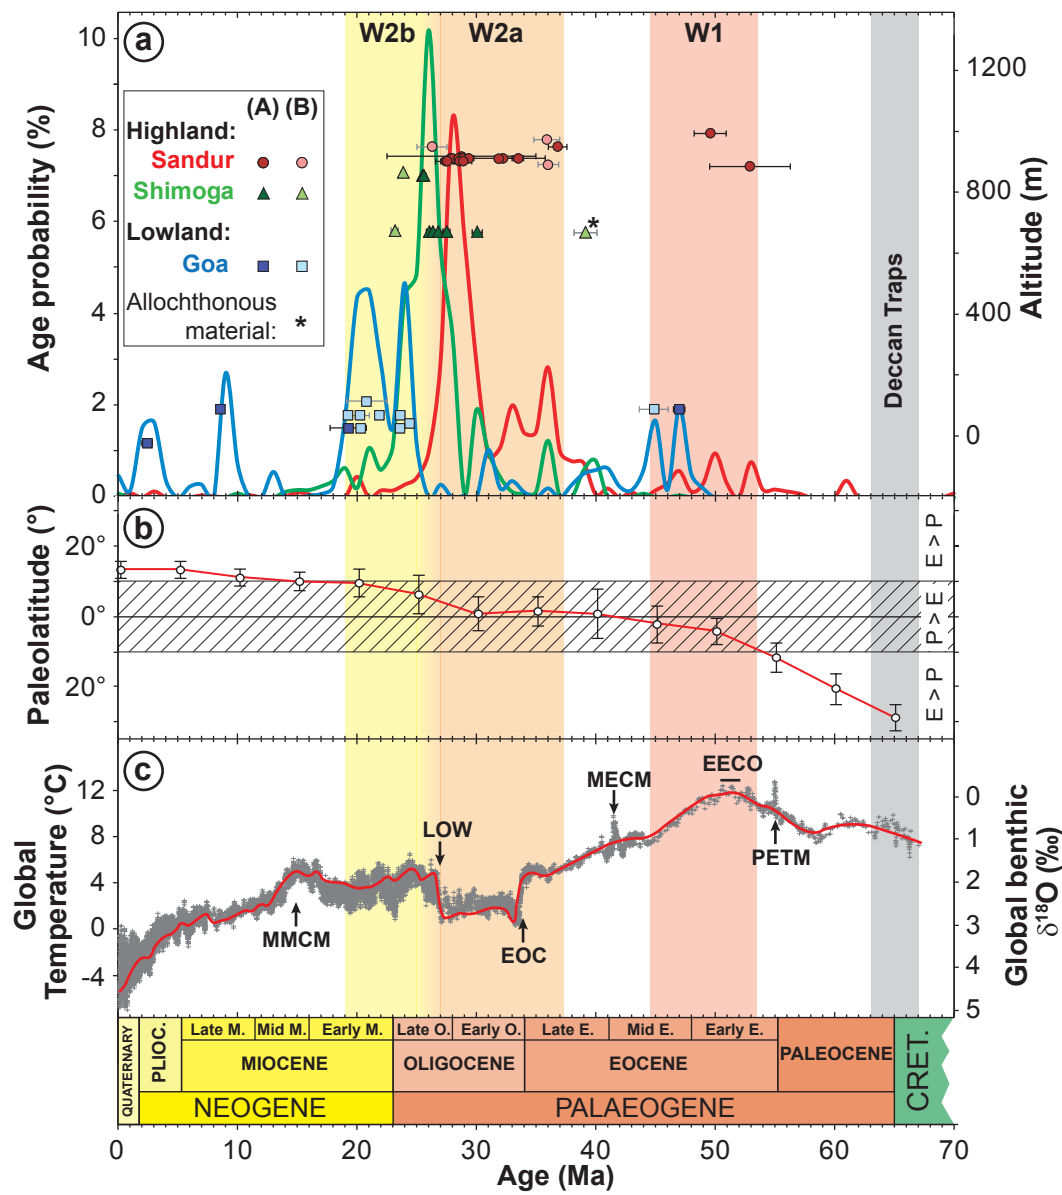 a
W2b
W2a
W1
10
8
6
4
2
0
Age probability (%)
1200
800
400
0
Altitude (m)
(A) (B)
Highland:
Sandur
Shimoga
Lowland:
Goa
Allochthonous
material: *
*
Deccan Traps
b
20°
0°
20°
Paleolatitude (°)
E > P
P > E
E > P
c
12
8
4
0
-4
Global
Temperature (°C)
0
1
2
3
4
5
Global benthic
δ18O (‰)
MMCM
LOW
EOC
MECM
EECO
PETM
QUATERNARY
PLIOC.
Late M.
Mid M.
Early M.
Late O.
Early O.
Late E.
Mid E.
Early E.
MIOCENE
OLIGOCENE
EOCENE
PALEOCENE
CRET.
NEOGENE
PALAEOGENE
0
10
20
30
40
50
60
70
Age (Ma)